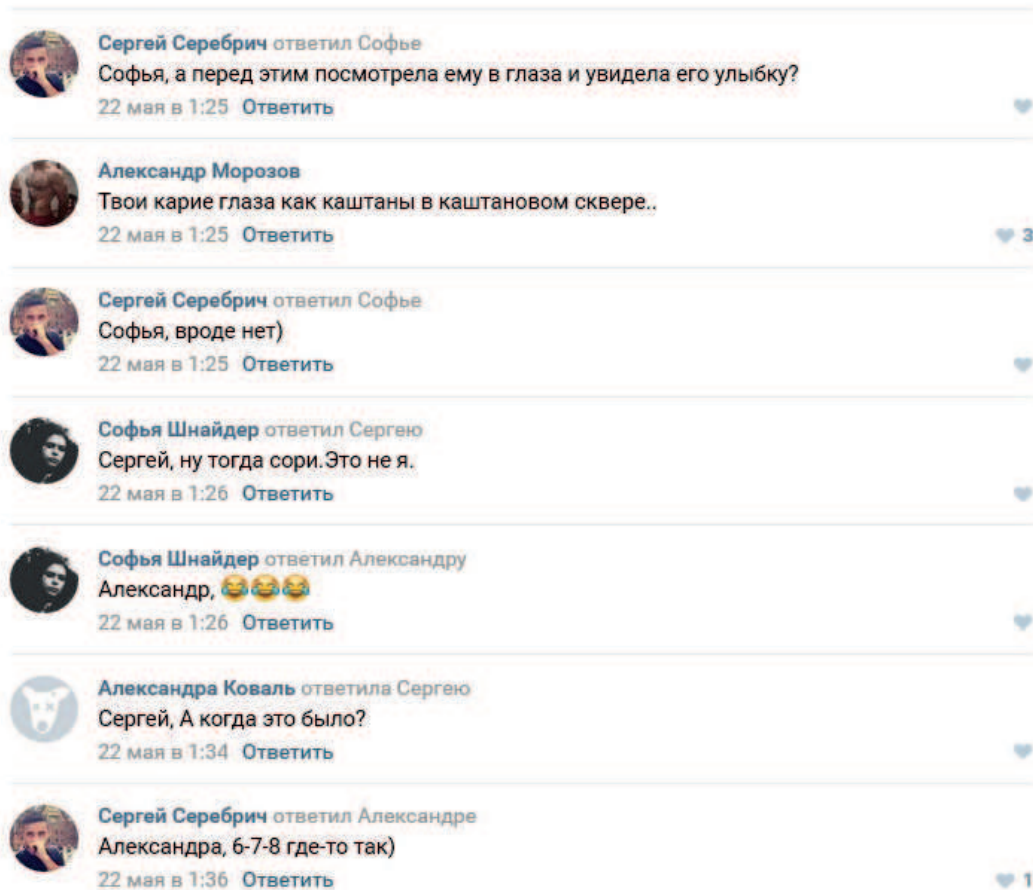 Сергей Серебрич ответил Софье
Софья, а перед этим посмотрела ему в глаза и увидела его улыбку?
22 мая в 1:25 Ответить
Александр Морозов
Твои карие глаза как каштаны в каштановом сквере..
22 мая в 1:25 Ответить
3
Сергей Серебрич ответил Софье
Софья, вроде нет)
22 мая в 1:25 Ответить
Софья Шнайдер ответил Сергею
Сергей, ну тогда сори.Это не я.
22 мая в 1:26 Ответить
Софья Шнайдер ответил Александру
Александр, 😂😂😂
22 мая в 1:26 Ответить
Александра Коваль ответила Сергею
Сергей, А когда это было?
22 мая в 1:34 Ответить
Сергей Серебрич ответил Александре
Александра, 6-7-8 где-то так)
22 мая в 1:36 Ответить
1